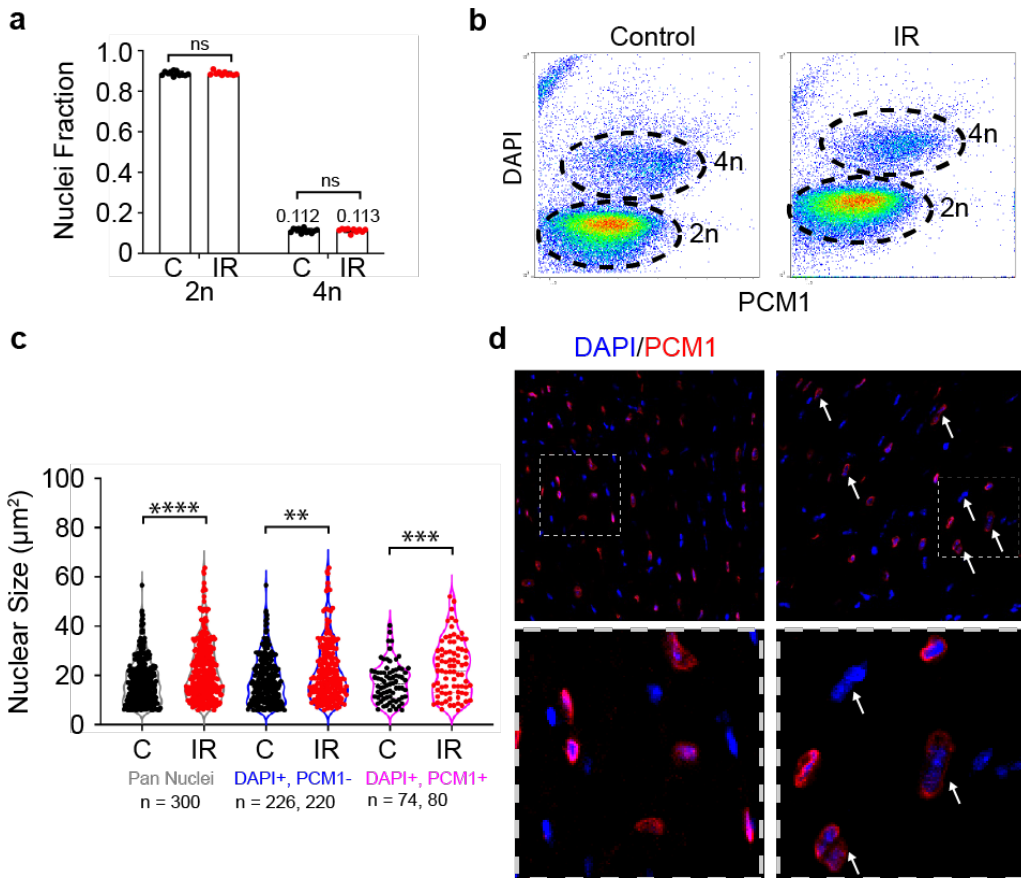 a
ns
1.0
0.8
0.6
0.4
0.2
0
Nuclei Fraction
ns
0.112
0.113
C
IR
C
IR
2n
4n
b
Control
IR
DAPI
4n
2n
4n
2n
PCM1
c
100
80
60
40
20
0
Nuclear Size (µm²)
****
**
***
C
IR
C
IR
C
IR
Pan Nuclei
DAPI+, PCM1-
DAPI+, PCM1+
n = 300
n = 226, 220
n = 74, 80
d
DAPI/PCM1